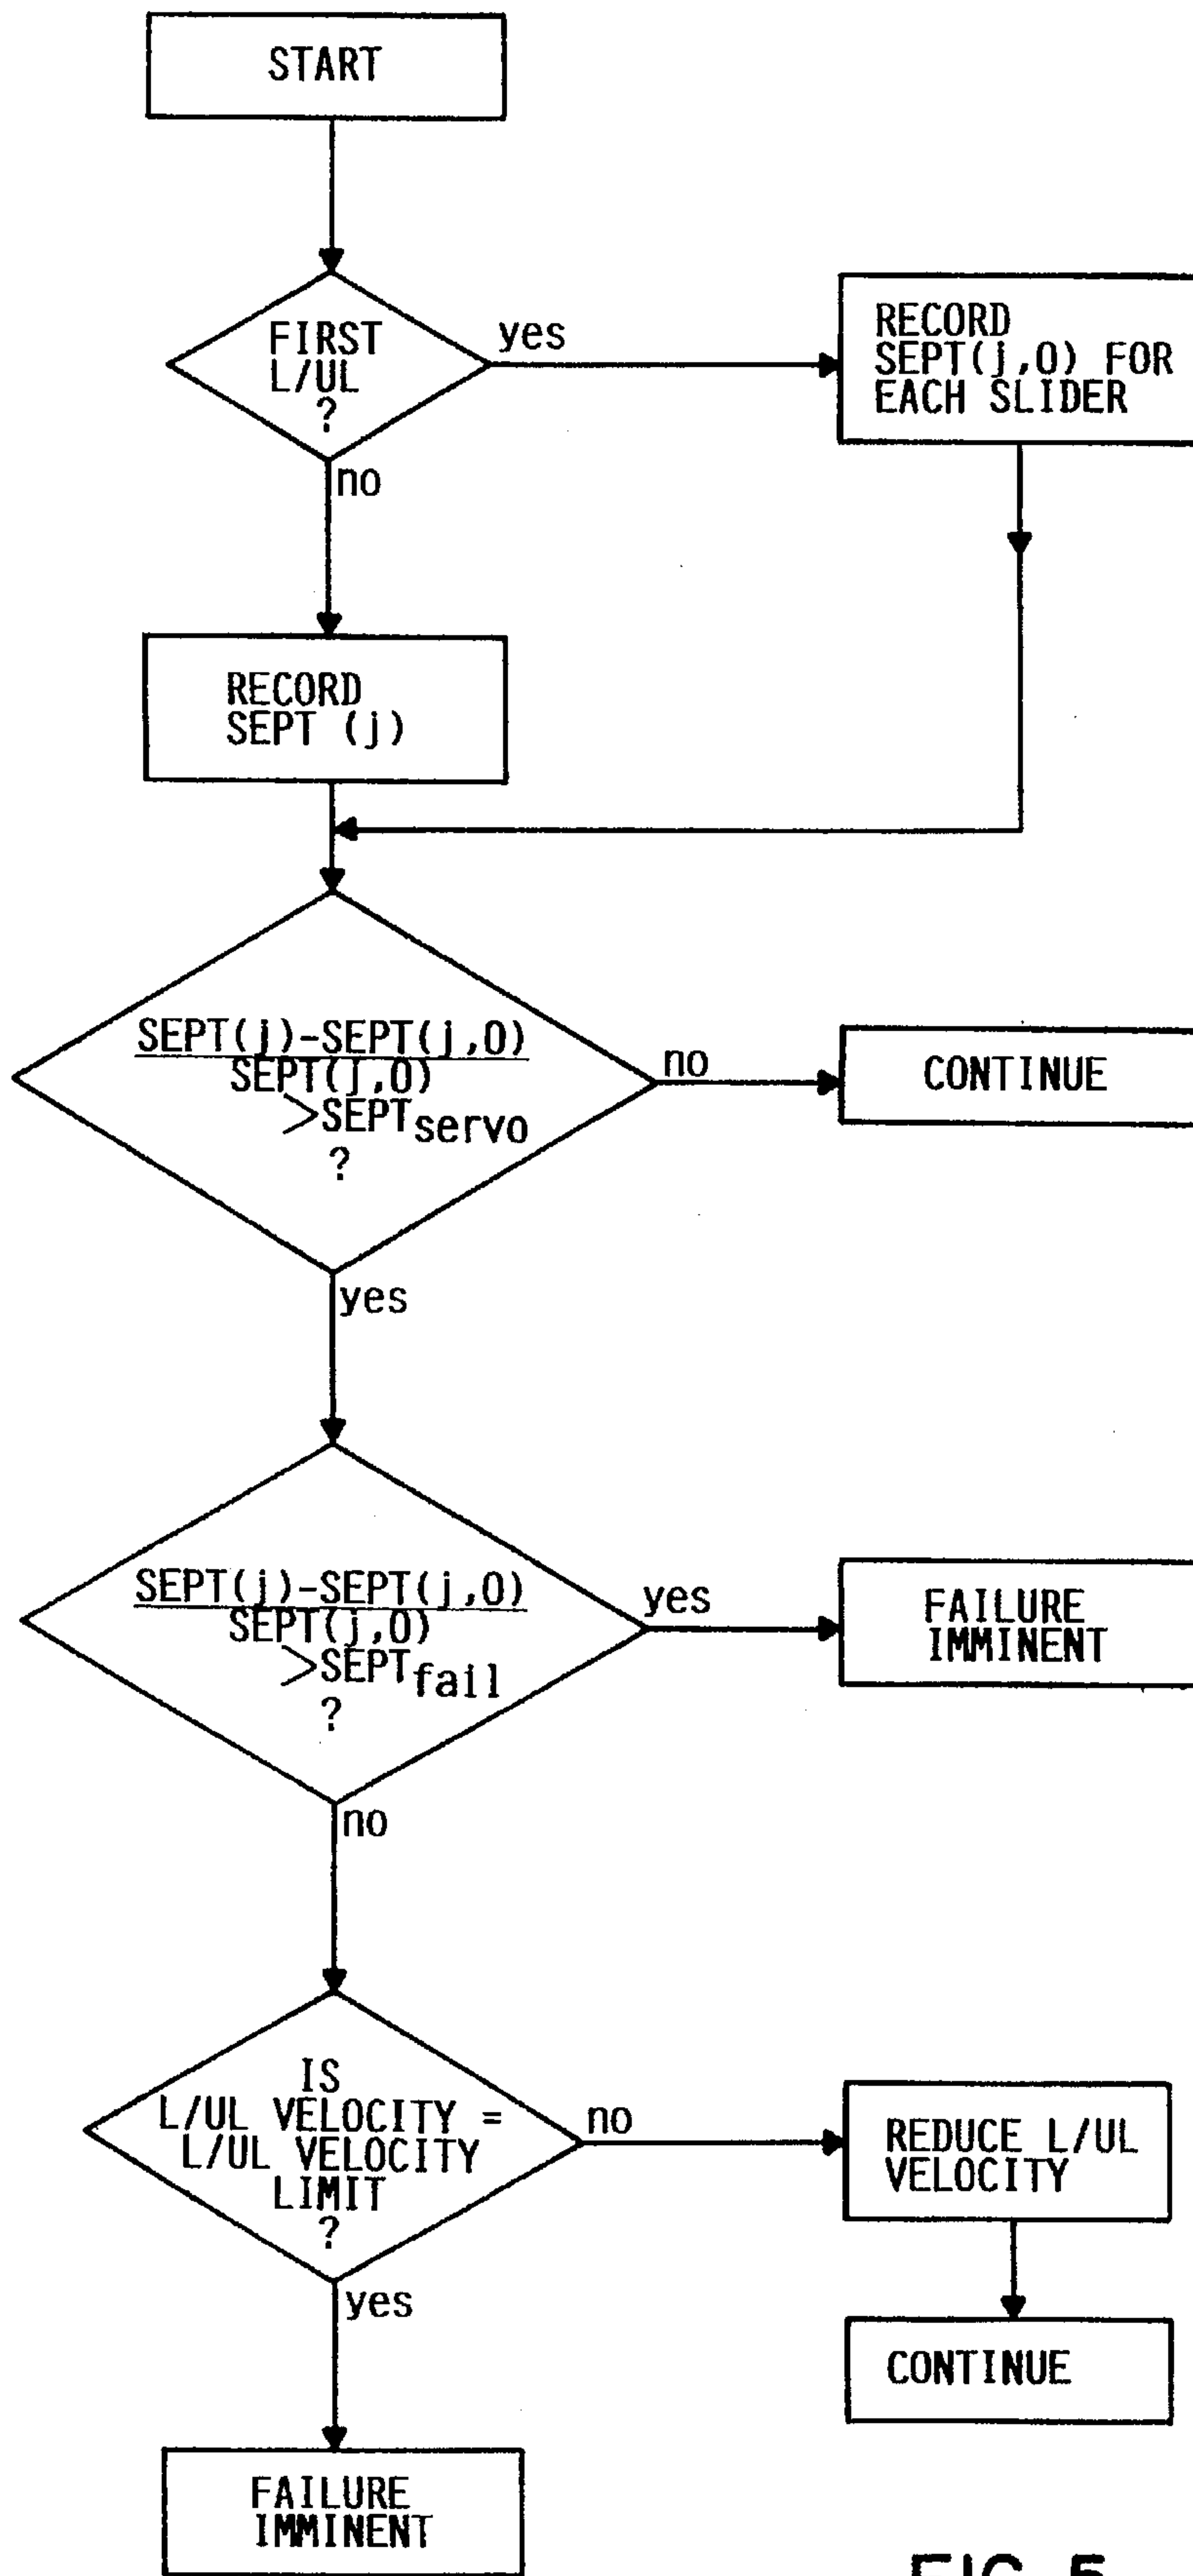 START
FIRST
L/UL
?
yes
RECORD
SEPT(j,0) FOR
EACH SLIDER
no
RECORD
SEPT (j)
SEPT(j)-SEPT(j,0)
SEPT(j,0)
>SEPTservo
?
no
CONTINUE
yes
SEPT(j)-SEPT(j,0)
SEPT(j,0)
>SEPTfail
?
yes
FAILURE
IMMINENT
no
IS
L/UL VELOCITY =
L/UL VELOCITY
LIMIT
?
no
REDUCE L/UL
VELOCITY
yes
CONTINUE
FAILURE
IMMINENT
FIG. 5